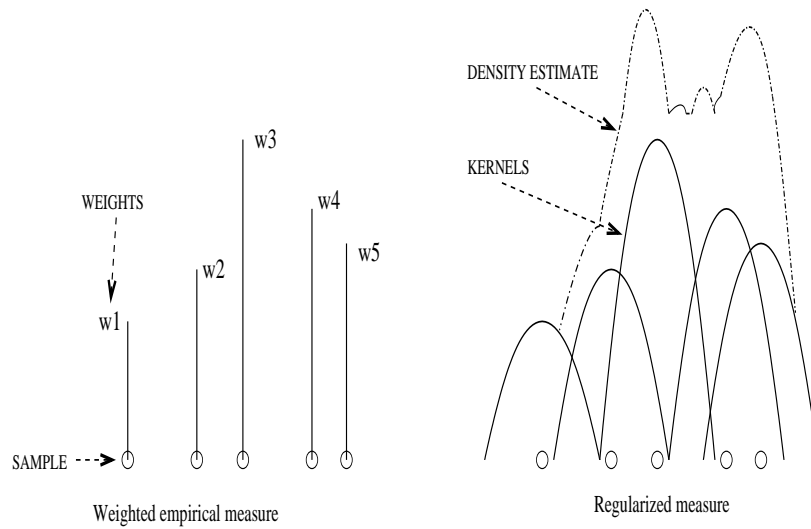 WEIGHTS
w1
w2
w3
w4
w5
SAMPLE
Weighted empirical measure
DENSITY ESTIMATE
KERNELS
Regularized measure